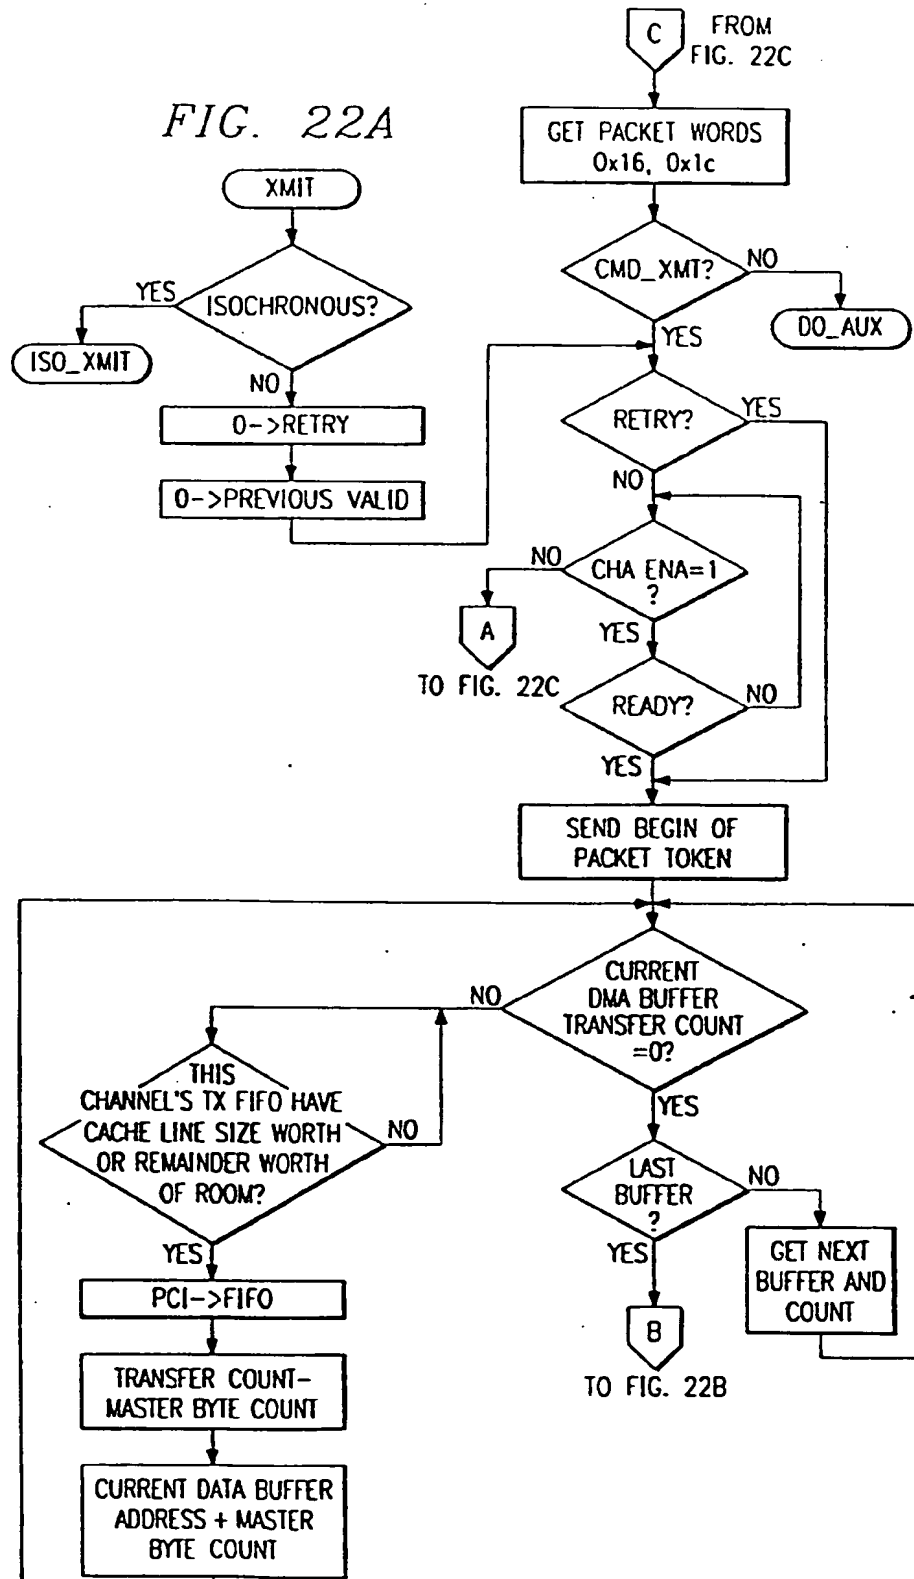 C
FROM
FIG. 22C
FIG. 22A
GET PACKET WORDS
0x16, 0x1c
XMIT
CMD_XMT?
NO
DO_AUX
YES
ISOCHRONOUS?
YES
ISO_XMIT
NO
0->RETRY
0->PREVIOUS VALID
RETRY?
YES
NO
CHA ENA=1
?
NO
A
TO FIG. 22C
YES
READY?
NO
YES
SEND BEGIN OF
PACKET TOKEN
CURRENT
DMA BUFFER
TRANSFER COUNT
=0?
NO
YES
THIS
CHANNEL'S TX FIFO HAVE
CACHE LINE SIZE WORTH
OR REMAINDER WORTH
OF ROOM?
NO
YES
LAST
BUFFER
?
NO
YES
GET NEXT
BUFFER AND
COUNT
B
TO FIG. 22B
PCI->FIFO
TRANSFER COUNT-
MASTER BYTE COUNT
CURRENT DATA BUFFER
ADDRESS + MASTER
BYTE COUNT